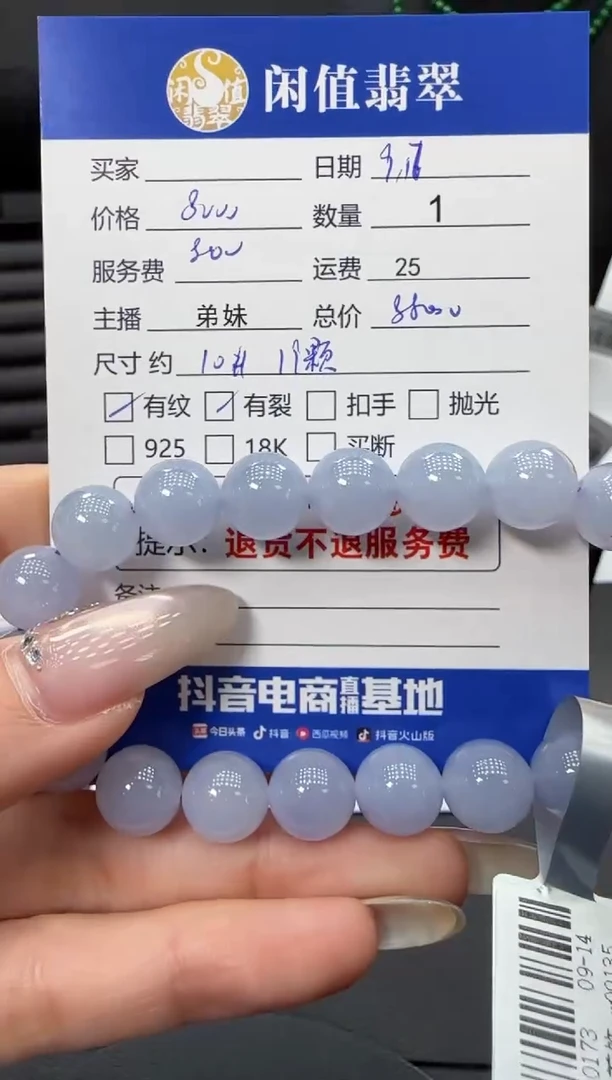 闲值翡翠
闲值翡翠
买家 日期 9.17
价格 8000 数量 1
服务费 300 运费 25
主播 弟妹 总价
尺寸 约 10# 19颗
有纹 有裂 扣手 抛光
925 18K 买断
提示: 退货不退服务费
备注
抖音电商直播基地
今日头条 抖音 西瓜视频 抖音火山版
09-14
0173